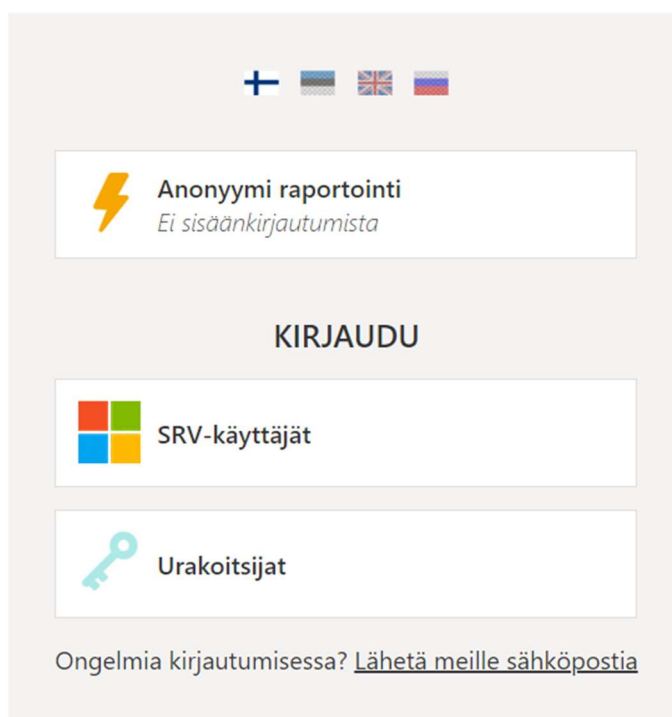 Anonyymi raportointi
Ei sisäänkirjautumista
KIRJAUDU
SRV-käyttäjät
Urakoitsijat
Ongelmia kirjautumisessa? Lähetä meille sähköpostia